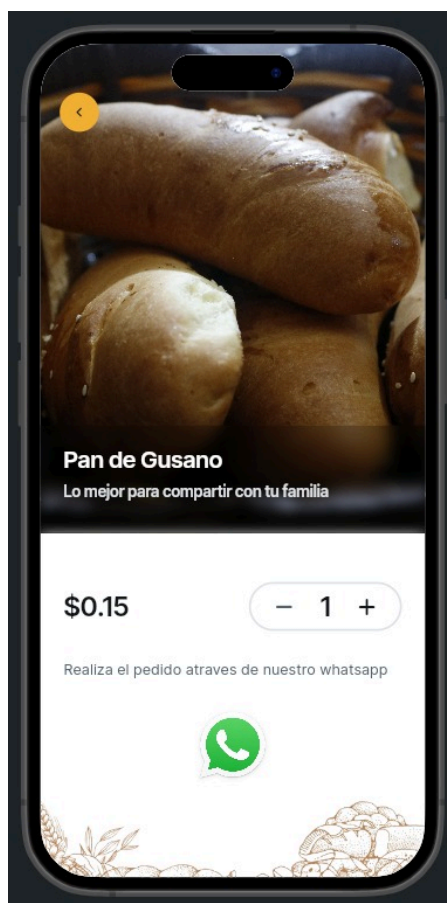 Pan de Gusano
Lo mejor para compartir con tu familia
$0.15
− 1 +
Realiza el pedido atraves de nuestro whatsapp